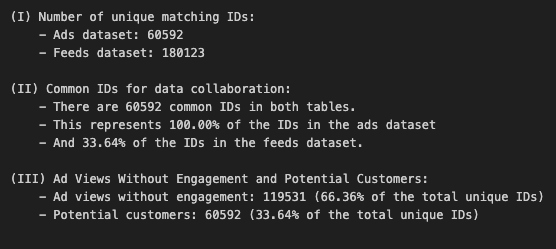 (I) Number of unique matching IDs:
– Ads dataset: 60592
– Feeds dataset: 180123
(II) Common IDs for data collaboration:
– There are 60592 common IDs in both tables.
– This represents 100.00% of the IDs in the ads dataset
– And 33.64% of the IDs in the feeds dataset.
(III) Ad Views Without Engagement and Potential Customers:
– Ad views without engagement: 119531 (66.36% of the total unique IDs)
– Potential customers: 60592 (33.64% of the total unique IDs)